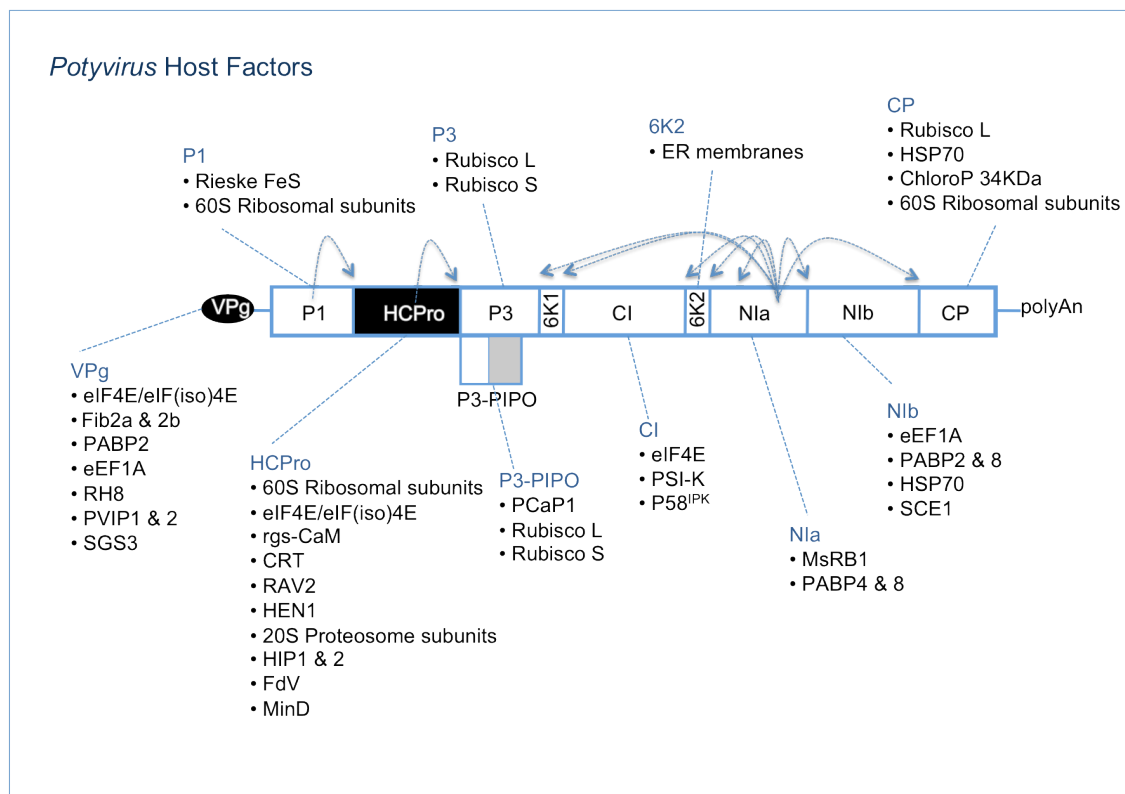 Potyvirus Host Factors
P1
• Rieske FeS
• 60S Ribosomal subunits
P3
• Rubisco L
• Rubisco S
6K2
• ER membranes
CP
• Rubisco L
• HSP70
• ChloroP 34KDa
• 60S Ribosomal subunits
VPg
P1
HCPro
P3
6K1
CI
6K2
NIa
NIb
CP
polyAn
P3-PIPO
VPg
• eIF4E/eIF(iso)4E
• Fib2a & 2b
• PABP2
• eEF1A
• RH8
• PVIP1 & 2
• SGS3
HCPro
• 60S Ribosomal subunits
• eIF4E/eIF(iso)4E
• rgs-CaM
• CRT
• RAV2
• HEN1
• 20S Proteosome subunits
• HIP1 & 2
• FdV
• MinD
P3-PIPO
• PCaP1
• Rubisco L
• Rubisco S
CI
• eIF4E
• PSI-K
• P58IPK
NIa
• MsRB1
• PABP4 & 8
NIb
• eEF1A
• PABP2 & 8
• HSP70
• SCE1